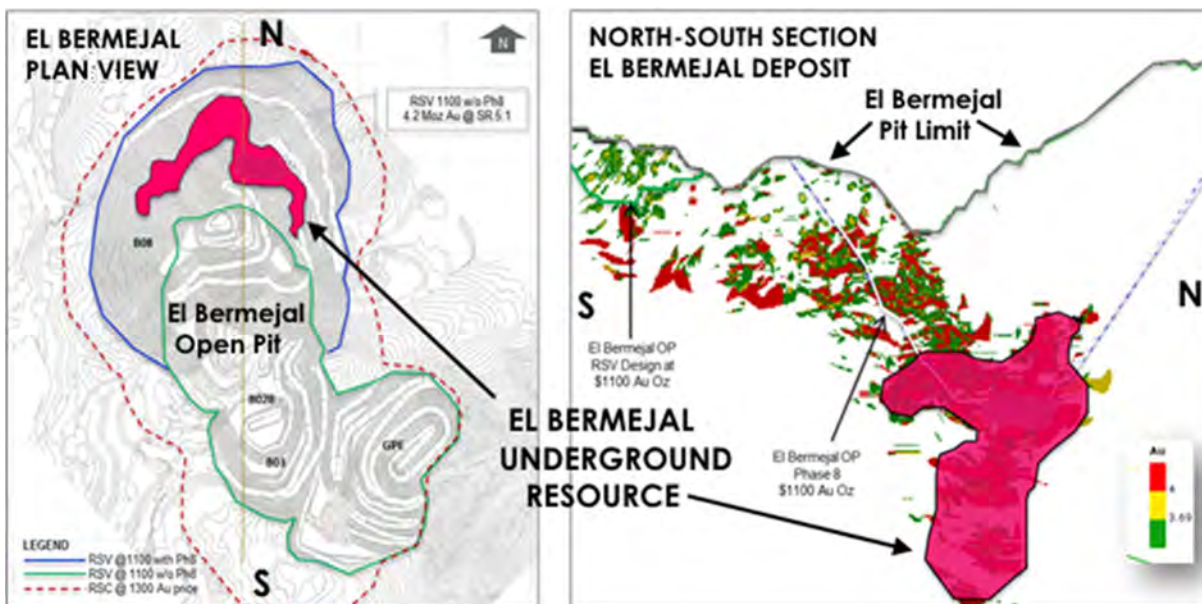 EL BERMEJAL
PLAN VIEW
N
N
RSV 1100 w/o Ph8
4.2 Moz Au @ SR 5.1
B08
El Bermejal
Open Pit
B02B
B01
GPE
LEGEND
RSV @1100 with Ph8
RSV @ 1100 w/o Ph8
RSC @ 1300 Au price
S
NORTH-SOUTH SECTION
EL BERMEJAL DEPOSIT
El Bermejal
Pit Limit
S
N
El Bermejal OP
RSV Design at
$1100 Au Oz
El Bermejal OP
Phase 8
$1100 Au Oz
EL BERMEJAL
UNDERGROUND
RESOURCE
Au
4
3.69